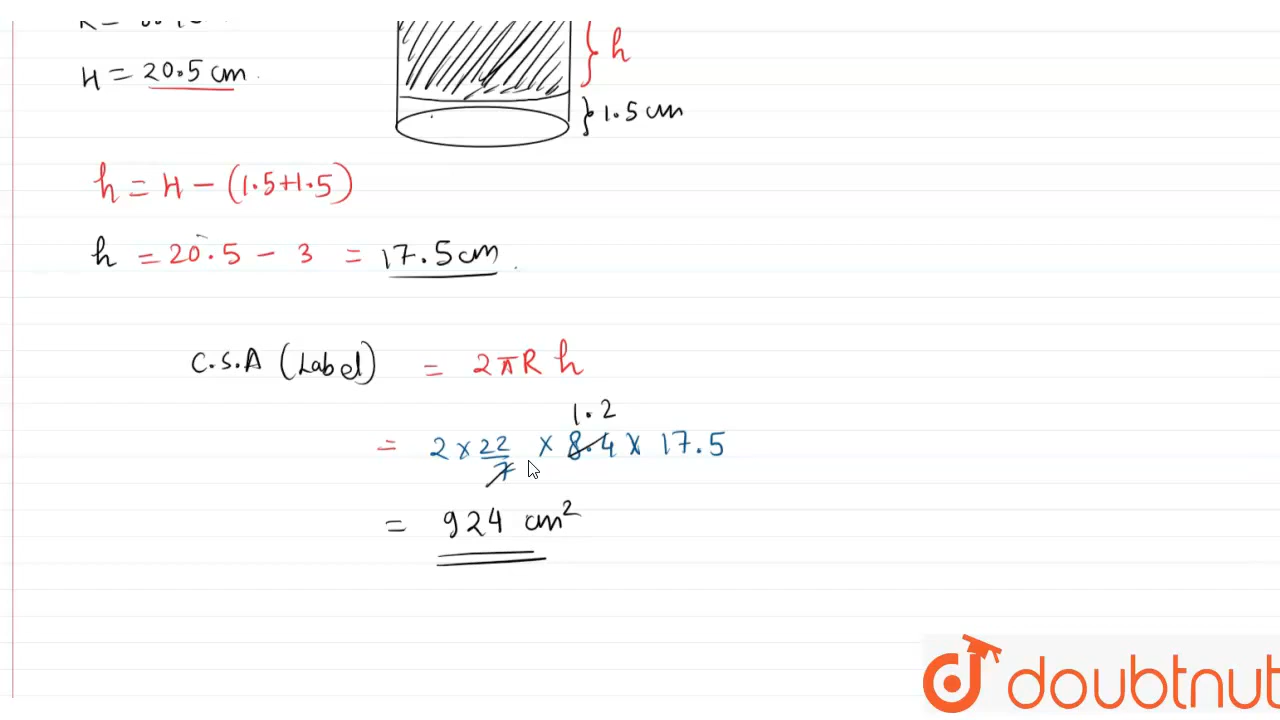 H = 20.5 cm
} h
} 1.5 cm
h = H - (1.5+1.5)
h = 20.5 - 3 = 17.5 cm
C.S.A (Label) = 2πR h
1.2
= 2 x 22/7 x 8.4 x 17.5
= 924 cm²
doubtnut